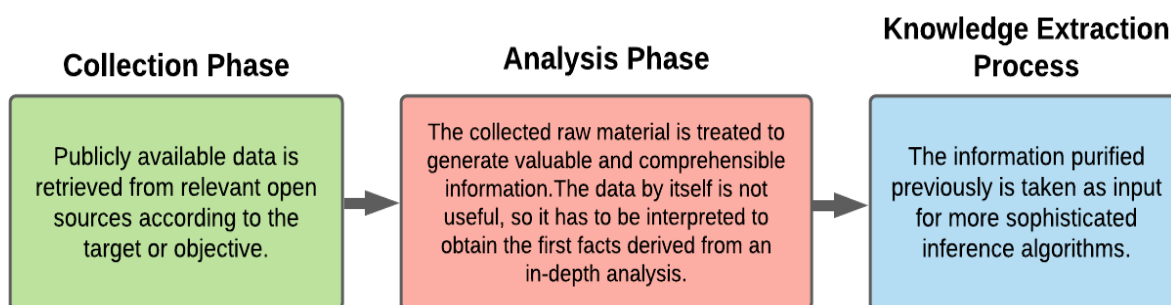 Collection Phase
Publicly available data is
retrieved from relevant open
sources according to the
target or objective.
Analysis Phase
The collected raw material is treated to
generate valuable and comprehensible
information.The data by itself is not
useful, so it has to be interpreted to
obtain the first facts derived from an
in-depth analysis.
Knowledge Extraction
Process
The information purified
previously is taken as input
for more sophisticated
inference algorithms.